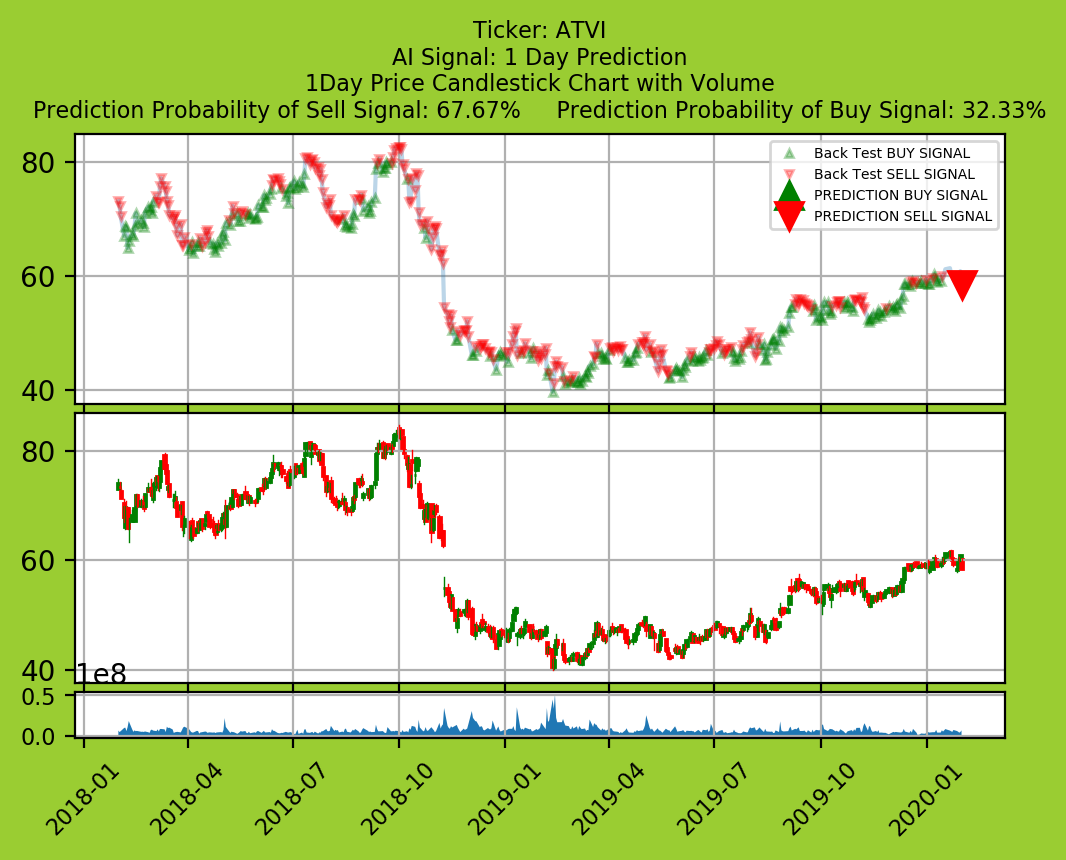 Ticker: ATVI
AI Signal: 1 Day Prediction
1Day Price Candlestick Chart with Volume
Prediction Probability of Sell Signal: 67.67%     Prediction Probability of Buy Signal: 32.33%
80
60
40
Back Test BUY SIGNAL
Back Test SELL SIGNAL
PREDICTION BUY SIGNAL
PREDICTION SELL SIGNAL
80
60
40
1e8
0.5
0.0
2018-01
2018-04
2018-07
2018-10
2019-01
2019-04
2019-07
2019-10
2020-01